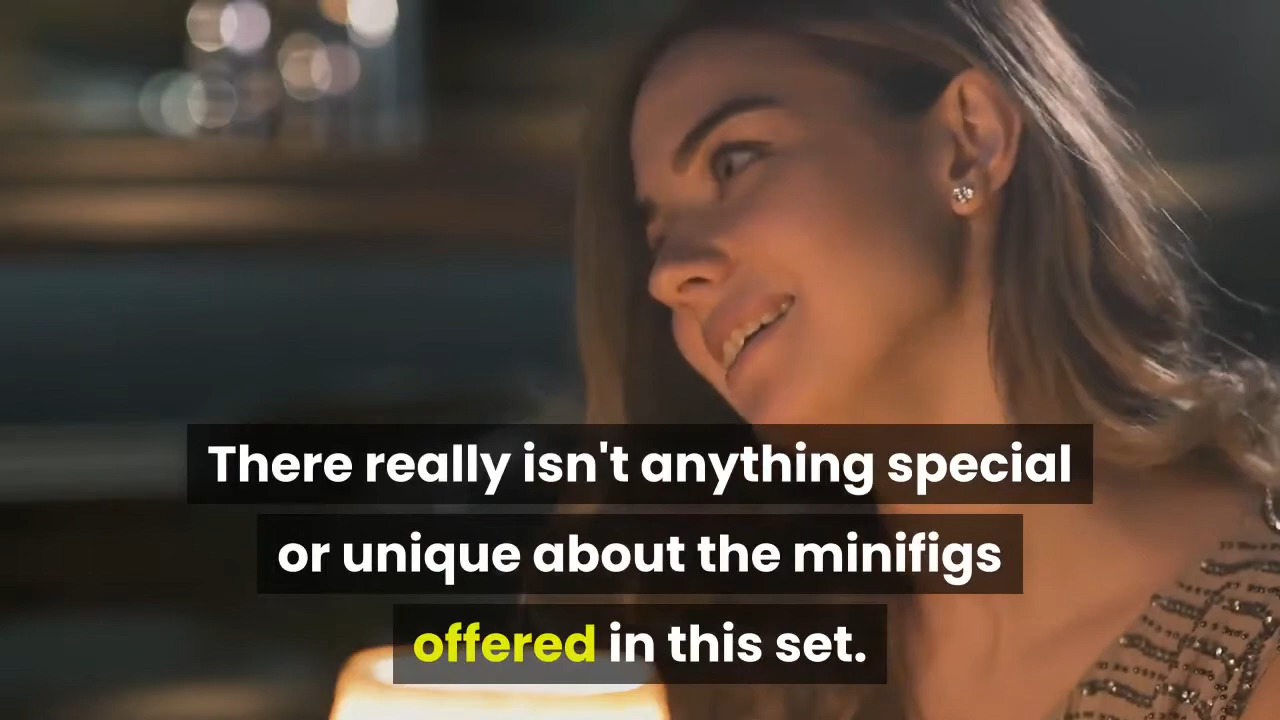 There really isn't anything special
or unique about the minifigs
offered in this set.